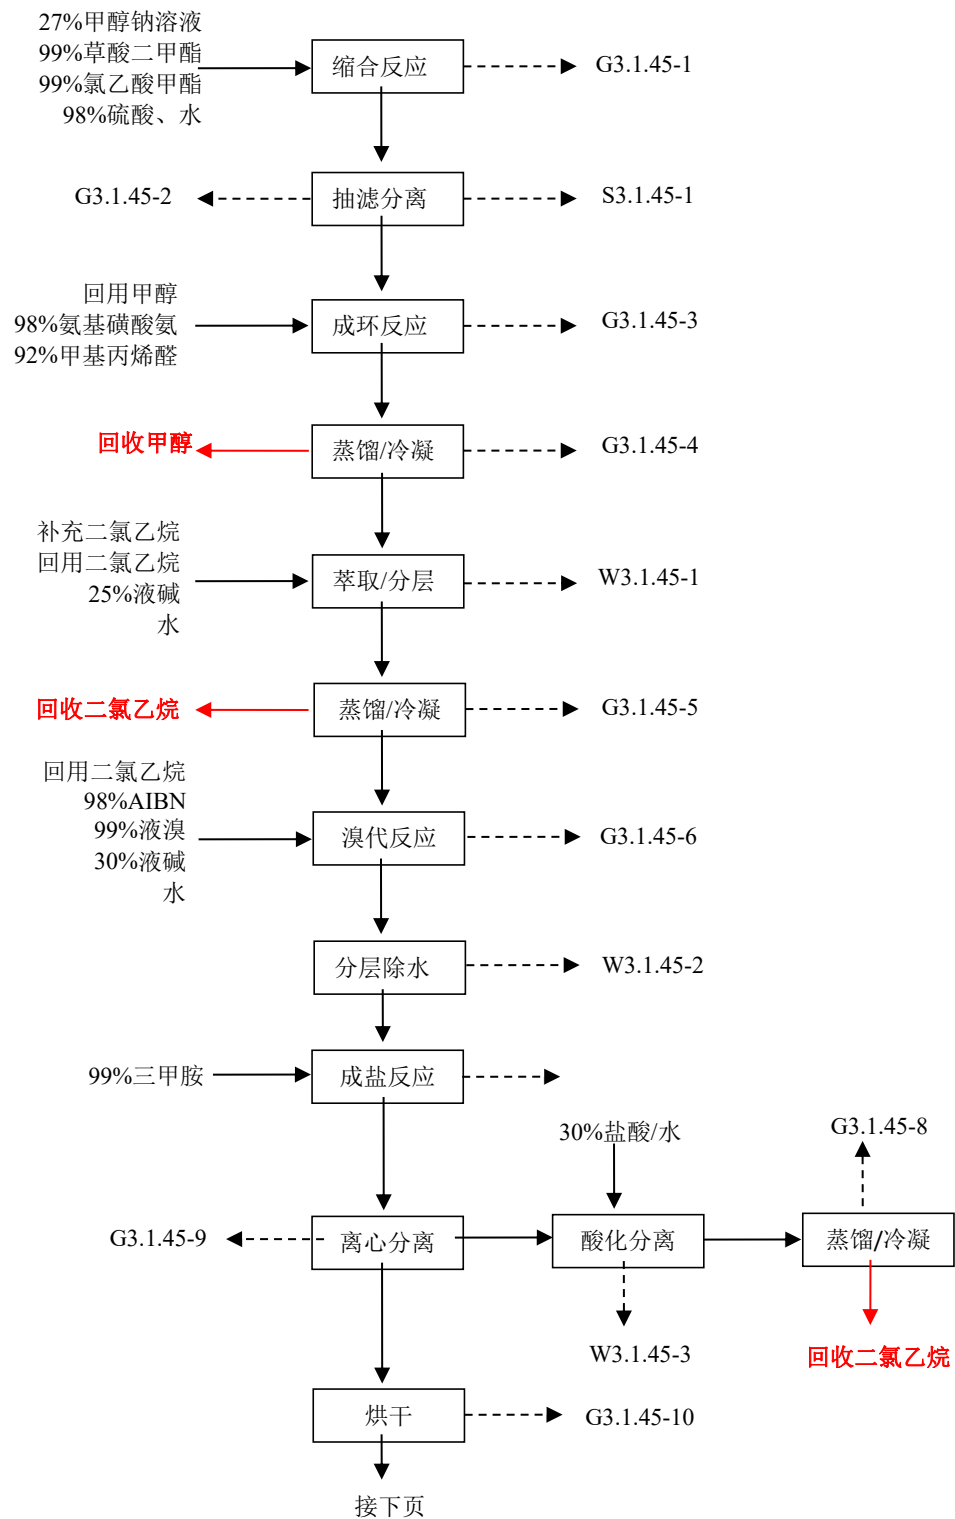 27%甲醇钠溶液
99%草酸二甲酯
99%氯乙酸甲酯
98%硫酸、水
缩合反应
G3.1.45-1
G3.1.45-2
抽滤分离
S3.1.45-1
回用甲醇
98%氨基磺酸氨
92%甲基丙烯醛
成环反应
G3.1.45-3
回收甲醇
蒸馏/冷凝
G3.1.45-4
补充二氯乙烷
回用二氯乙烷
25%液碱
水
萃取/分层
W3.1.45-1
回收二氯乙烷
蒸馏/冷凝
G3.1.45-5
回用二氯乙烷
98%AIBN
99%液溴
30%液碱
水
溴代反应
G3.1.45-6
分层除水
W3.1.45-2
99%三甲胺
成盐反应
30%盐酸/水
G3.1.45-8
G3.1.45-9
离心分离
酸化分离
蒸馏/冷凝
W3.1.45-3
回收二氯乙烷
烘干
G3.1.45-10
接下页